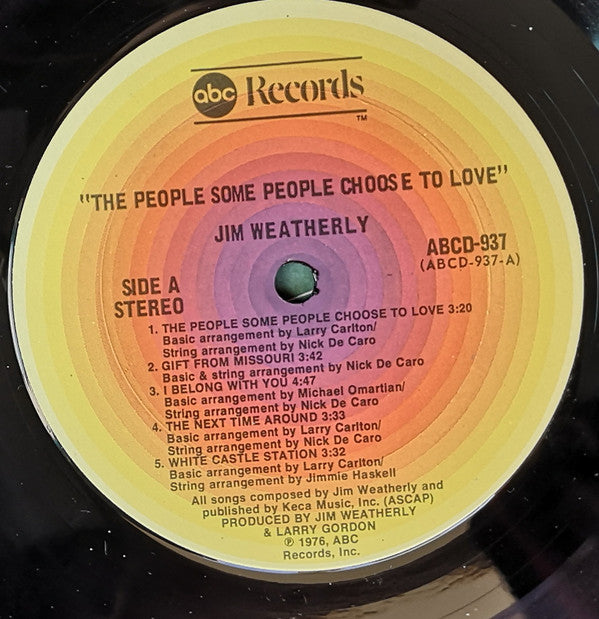 abc Records
TM
"THE PEOPLE SOME PEOPLE CHOOSE TO LOVE"
JIM WEATHERLY
ABCD-937
(ABCD-937-A)
SIDE A
STEREO
1. THE PEOPLE SOME PEOPLE CHOOSE TO LOVE 3:20
Basic arrangement by Larry Carlton/
String arrangement by Nick De Caro
2. GIFT FROM MISSOURI 3:42
Basic & string arrangement by Nick De Caro
3. I BELONG WITH YOU 4:47
Basic arrangement by Michael Omartian/
String arrangement by Nick De Caro
4. THE NEXT TIME AROUND 3:33
Basic arrangement by Larry Carlton/
String arrangement by Nick De Caro
5. WHITE CASTLE STATION 3:32
Basic arrangement by Larry Carlton/
String arrangement by Jimmie Haskell
All songs composed by Jim Weatherly and
published by Keca Music, Inc. (ASCAP)
PRODUCED BY JIM WEATHERLY
& LARRY GORDON
℗ 1976, ABC
Records, Inc.